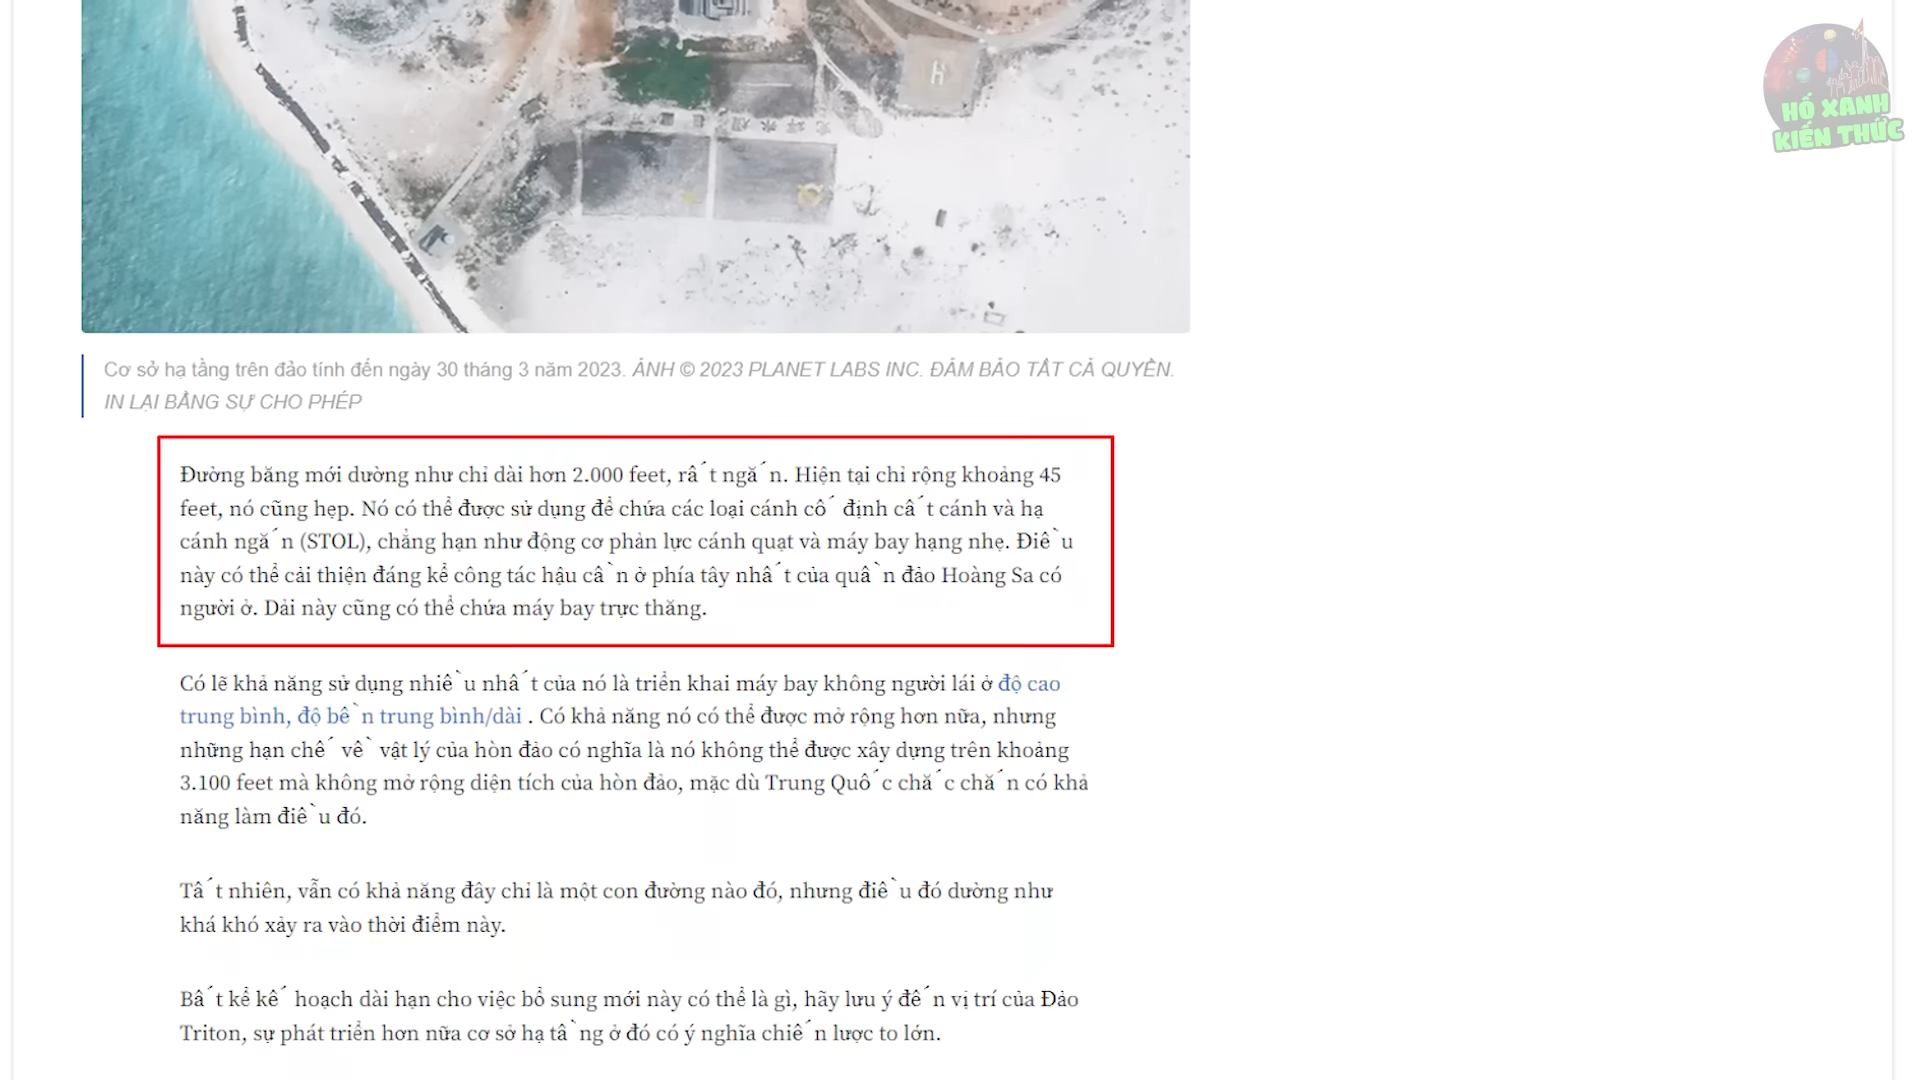 H
HỐ XANH
KIẾN THỨC
Cơ sở hạ tầng trên đảo tính đến ngày 30 tháng 3 năm 2023. ẢNH © 2023 PLANET LABS INC. ĐẢM BẢO TẤT CẢ QUYỀN.
IN LẠI BẰNG SỰ CHO PHÉP
Đường băng mới dường như chỉ dài hơn 2.000 feet, rất ngắn. Hiện tại chỉ rộng khoảng 45
feet, nó cũng hẹp. Nó có thể được sử dụng để chứa các loại cánh cố định cất cánh và hạ
cánh ngắn (STOL), chẳng hạn như động cơ phản lực cánh quạt và máy bay hạng nhẹ. Điều
này có thể cải thiện đáng kể công tác hậu cần ở phía tây nhất của quần đảo Hoàng Sa có
người ở. Dải này cũng có thể chứa máy bay trực thăng.
Có lẽ khả năng sử dụng nhiều nhất của nó là triển khai máy bay không người lái ở độ cao
trung bình, độ bền trung bình/dài . Có khả năng nó có thể được mở rộng hơn nữa, nhưng
những hạn chế về vật lý của hòn đảo có nghĩa là nó không thể được xây dựng trên khoảng
3.100 feet mà không mở rộng diện tích của hòn đảo, mặc dù Trung Quốc chắc chắn có khả
năng làm điều đó.
Tất nhiên, vẫn có khả năng đây chỉ là một con đường nào đó, nhưng điều đó dường như
khá khó xảy ra vào thời điểm này.
Bất kể kế hoạch dài hạn cho việc bổ sung mới này có thể là gì, hãy lưu ý đến vị trí của Đảo
Triton, sự phát triển hơn nữa cơ sở hạ tầng ở đó có ý nghĩa chiến lược to lớn.